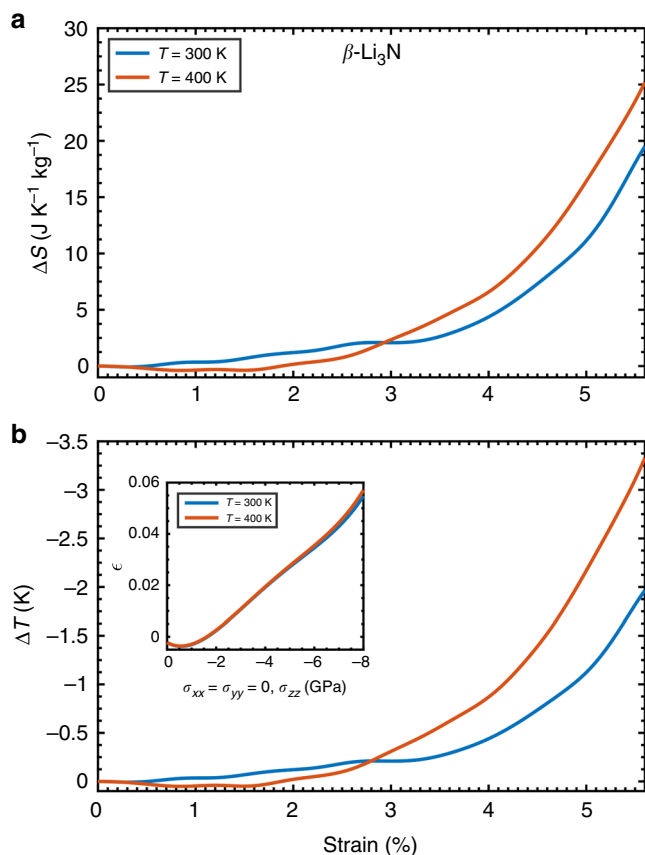 a
30
25
20
15
10
5
0
ΔS (J K⁻¹ kg⁻¹)
T = 300 K
T = 400 K
β-Li₃N
0 1 2 3 4 5
b
−3.5
−3
−2.5
−2
−1.5
−1
−0.5
0
ΔT (K)
0.06
0.04
0.02
0
ϵ
T = 300 K
T = 400 K
0 −2 −4 −6 −8
σxx = σyy = 0, σzz (GPa)
0 1 2 3 4 5
Strain (%)